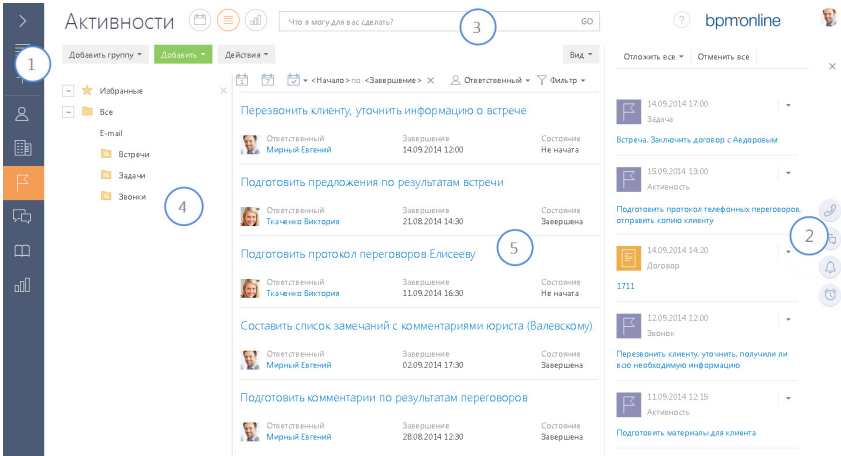 Активности
Что я могу для вас сделать?
GO
3
?
bpm'online
1
Добавить группу
Добавить
Действия
Вид
Отложить все
Отменить все
Избранные
Все
E-mail
Встречи
Задачи
Звонки
4
<Начало> по <Завершение>
Ответственный
Фильтр
Перезвонить клиенту, уточнить информацию о встрече
Ответственный
Завершение
Состояние
Мирный Евгений
14.09.2014 12:00
Не начата
Подготовить предложения по результатам встречи
Ткаченко Виктория
21.08.2014 14:30
Завершена
5
Подготовить протокол переговоров Елисееву
Ответственный
Завершение
Состояние
Ткаченко Виктория
11.09.2014 16:30
Не начата
Составить список замечаний с комментариями юриста (Валевскому)
Ответственный
Завершение
Состояние
Мирный Евгений
02.09.2014 17:30
Завершена
Подготовить комментарии по результатам переговоров
Ответственный
Завершение
Состояние
Мирный Евгений
28.08.2014 12:30
Завершена
14.09.2014 17:00
Задача
Встреча. Заключить договор с Авдоровым
15.09.2014 13:00
Активность
Подготовить протокол телефонных переговоров,
отправить копию клиенту
2
14.09.2014 14:20
Договор
1711
12.09.2014 12:00
Звонок
Перезвонить клиенту, уточнить, получили ли
всю необходимую информацию
11.09.2014 12:15
Активность
Подготовить материалы для клиента